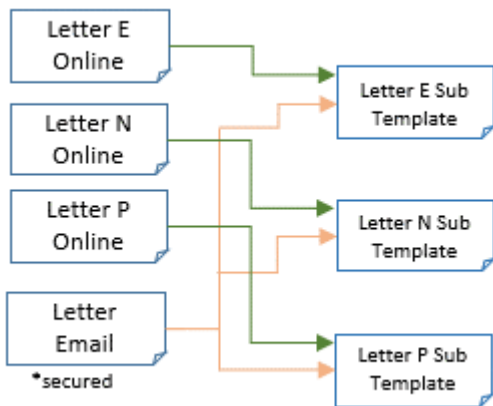 Letter E
Online
Letter E Sub
Template
Letter N
Online
Letter P
Online
Letter N Sub
Template
Letter
Email
*secured
Letter P Sub
Template